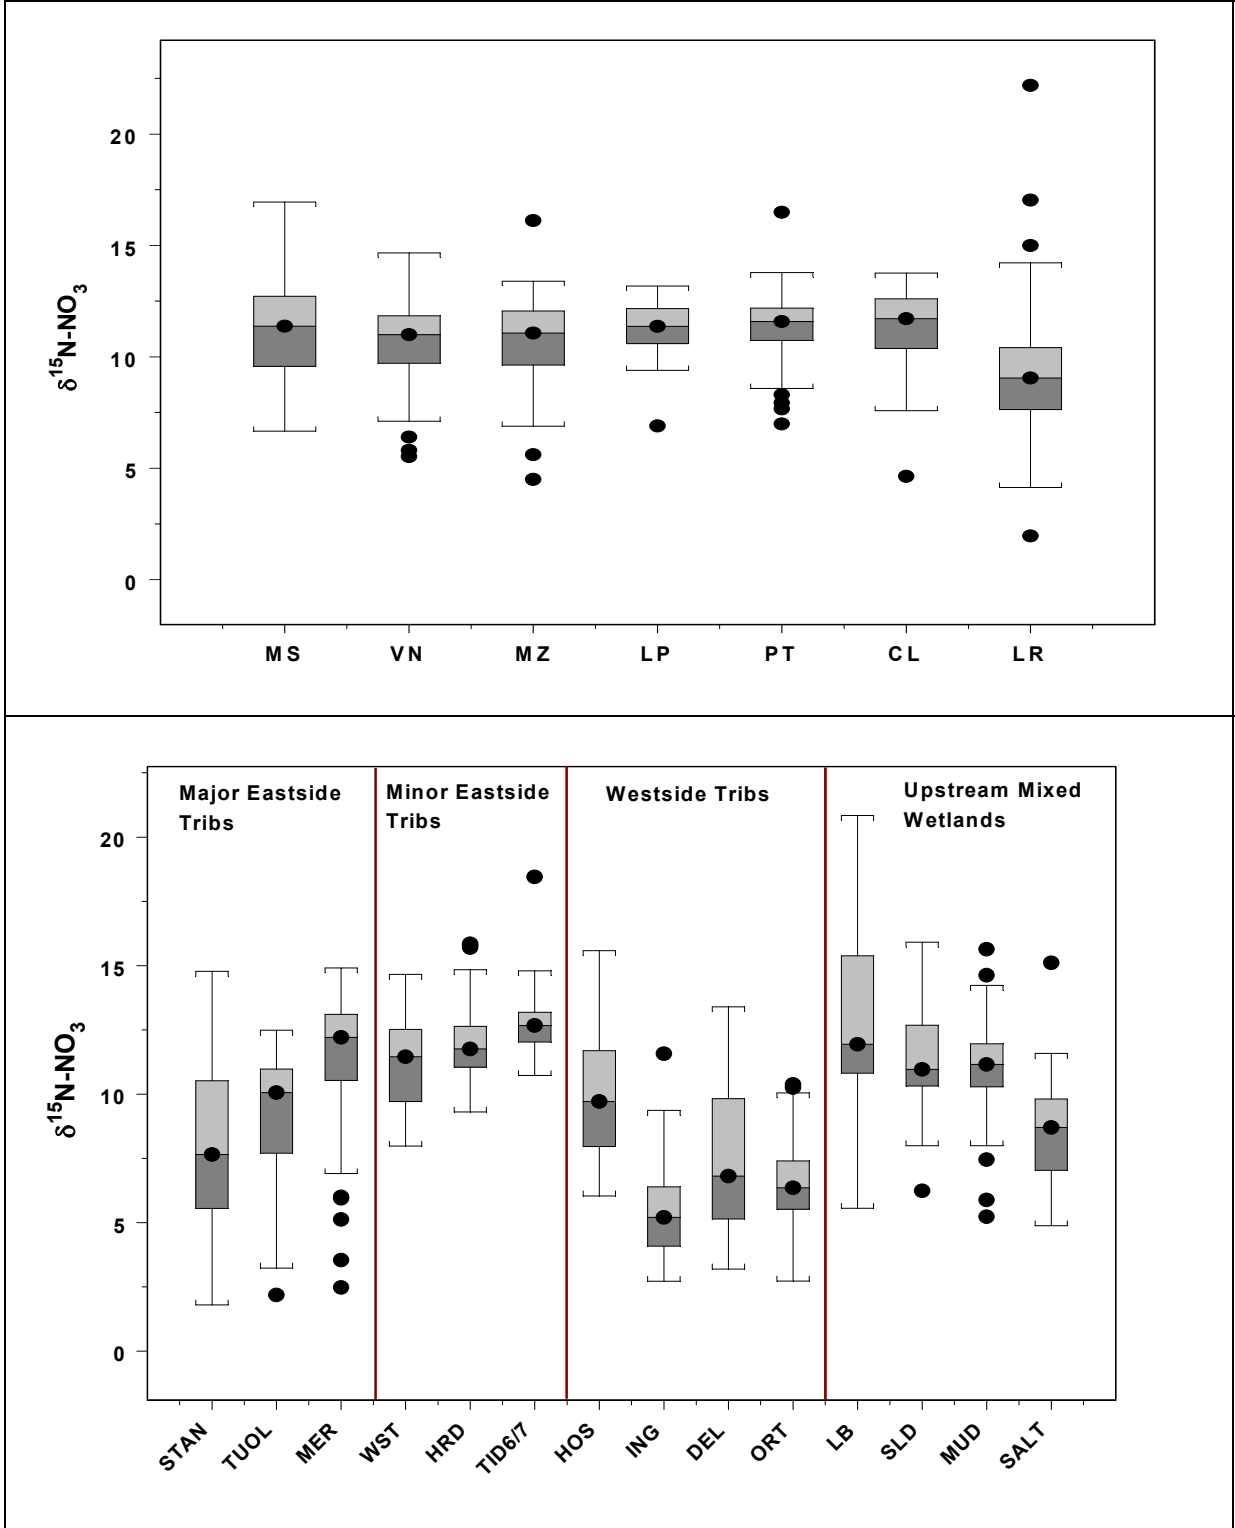 δ¹⁵N-NO₃
20
15
10
5
0
MS VN MZ LP PT CL LR
Major Eastside
Tribs
Minor Eastside
Tribs
Westside Tribs
Upstream Mixed
Wetlands
δ¹⁵N-NO₃
20
15
10
5
0
STAN TUOL MER WST HRD TID6/7 HOS ING DEL ORT LB SLD MUD SALT